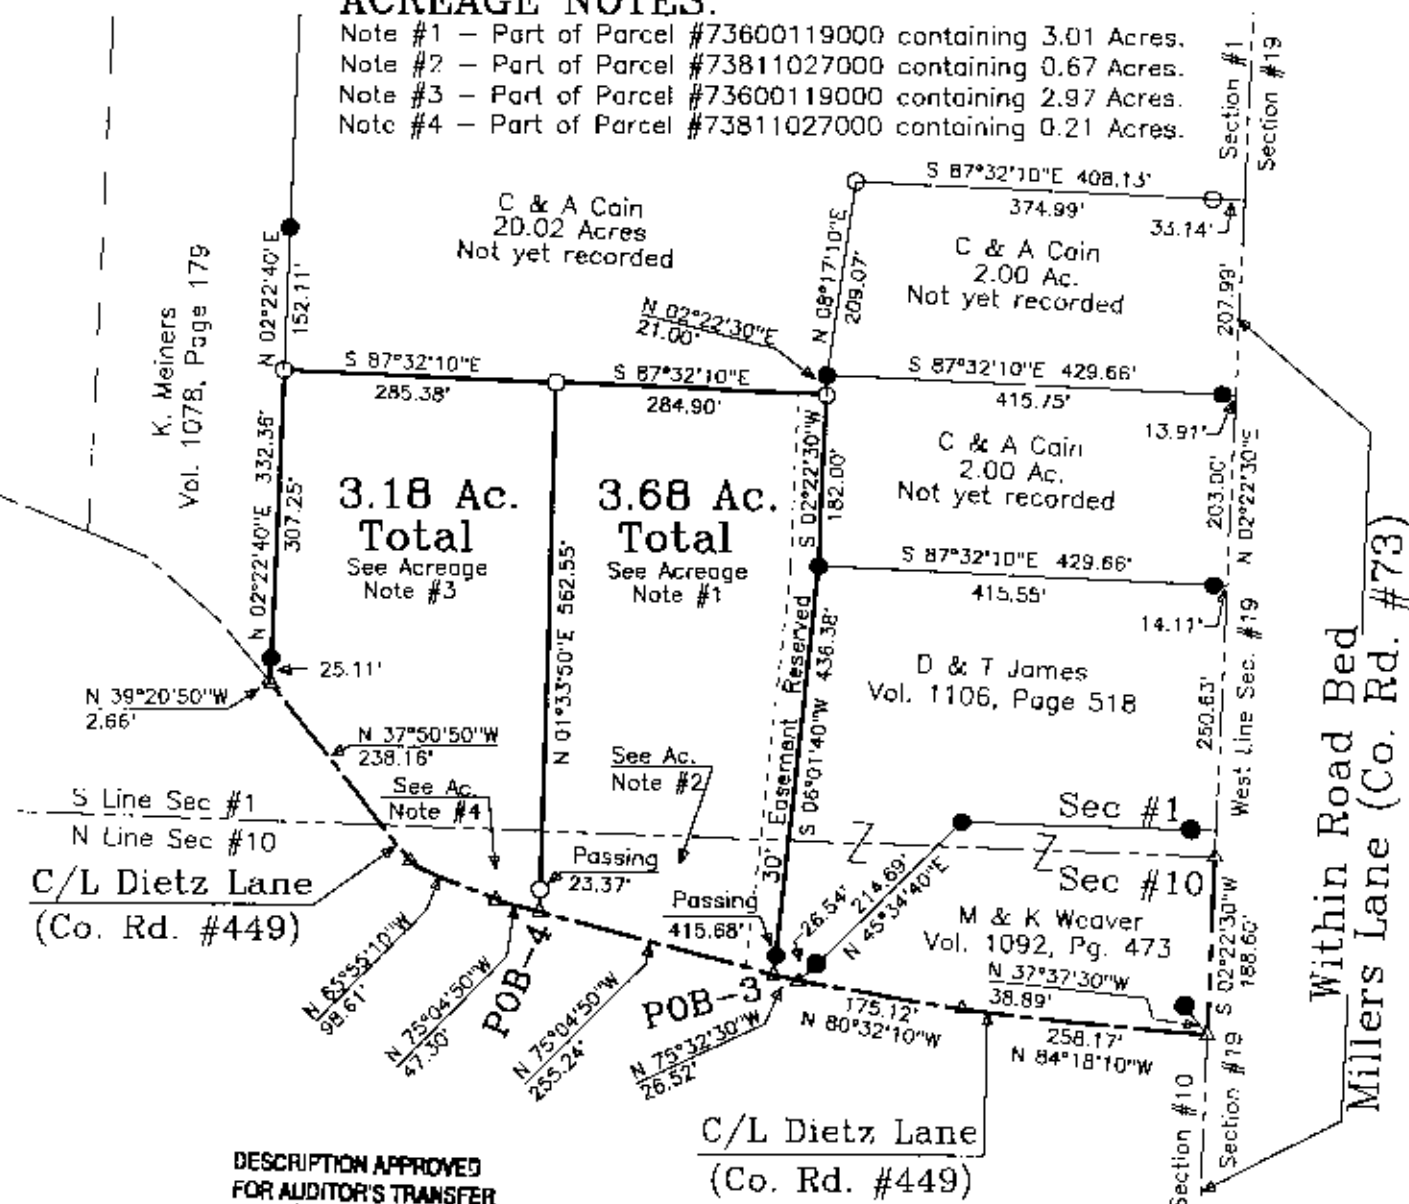 ACREAGE NOTES:
Note #1 – Part of Parcel #73600119000 containing 3.01 Acres.
Note #2 – Part of Parcel #73811027000 containing 0.67 Acres.
Note #3 – Part of Parcel #73600119000 containing 2.97 Acres.
Note #4 – Part of Parcel #73811027000 containing 0.21 Acres.
Section #1
Section #19
S 87°32'10"E 408.13'
374.99'
33.14'
C & A Cain
20.02 Acres
Not yet recorded
C & A Cain
2.00 Ac.
Not yet recorded
N 08°17'10"E
209.07'
207.99'
N 02°22'40"E
152.11'
K. Meiners
Vol. 1078, Page 179
N 02°22'30"E
21.00'
S 87°32'10"E
285.38'
S 87°32'10"E
284.90'
S 87°32'10"E 429.66'
415.75'
13.91'
C & A Cain
2.00 Ac.
Not yet recorded
S 02°22'30"W
182.00'
203.00'
N 02°22'30"E
N 02°22'40"E 332.36'
307.25'
3.18 Ac.
Total
See Acreage
Note #3
3.68 Ac.
Total
See Acreage
Note #1
S 87°32'10"E 429.66'
415.55'
14.11'
N 01°33'50"E 562.55'
30' Easement Reserved
S 06°01'40"W 436.38'
D & T James
Vol. 1106, Page 518
250.63'
West Line Sec. #19
25.11'
N 39°20'50"W
2.66'
N 37°50'50"W
238.16'
See Ac.
Note #4
See Ac.
Note #2
S Line Sec #1
N Line Sec #10
Sec #1
Sec #10
C/L Dietz Lane
(Co. Rd. #449)
Passing
23.37'
Passing
415.68'
26.54'
214.69'
N 45°34'40"E
M & K Weaver
Vol. 1092, Pg. 473
N 37°37'30"W
38.89'
S 02°22'30"W
188.60'
N 65°55'10"W
98.61'
N 75°04'50"W
47.30'
POB-4
N 75°04'50"W
255.24'
POB-3
N 75°32'30"W
26.52'
175.12'
N 80°32'10"W
258.17'
N 84°18'10"W
Within Road Bed
Millers Lane (Co. Rd. #73)
Section #10
Section #19
C/L Dietz Lane
(Co. Rd. #449)
DESCRIPTION APPROVED
FOR AUDITOR'S TRANSFER